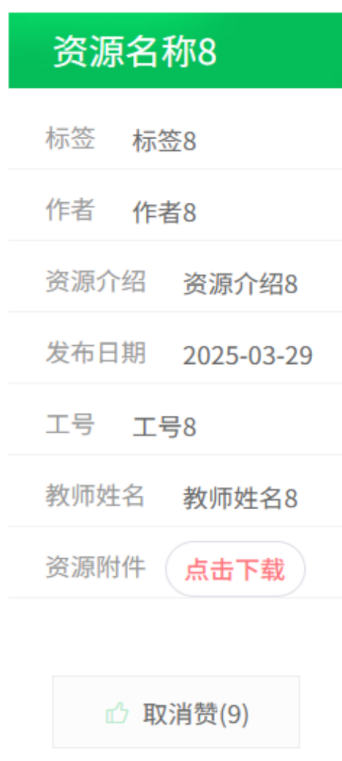 资源名称8
标签 标签8
作者 作者8
资源介绍 资源介绍8
发布日期 2025-03-29
工号 工号8
教师姓名 教师姓名8
资源附件 点击下载
取消赞(9)